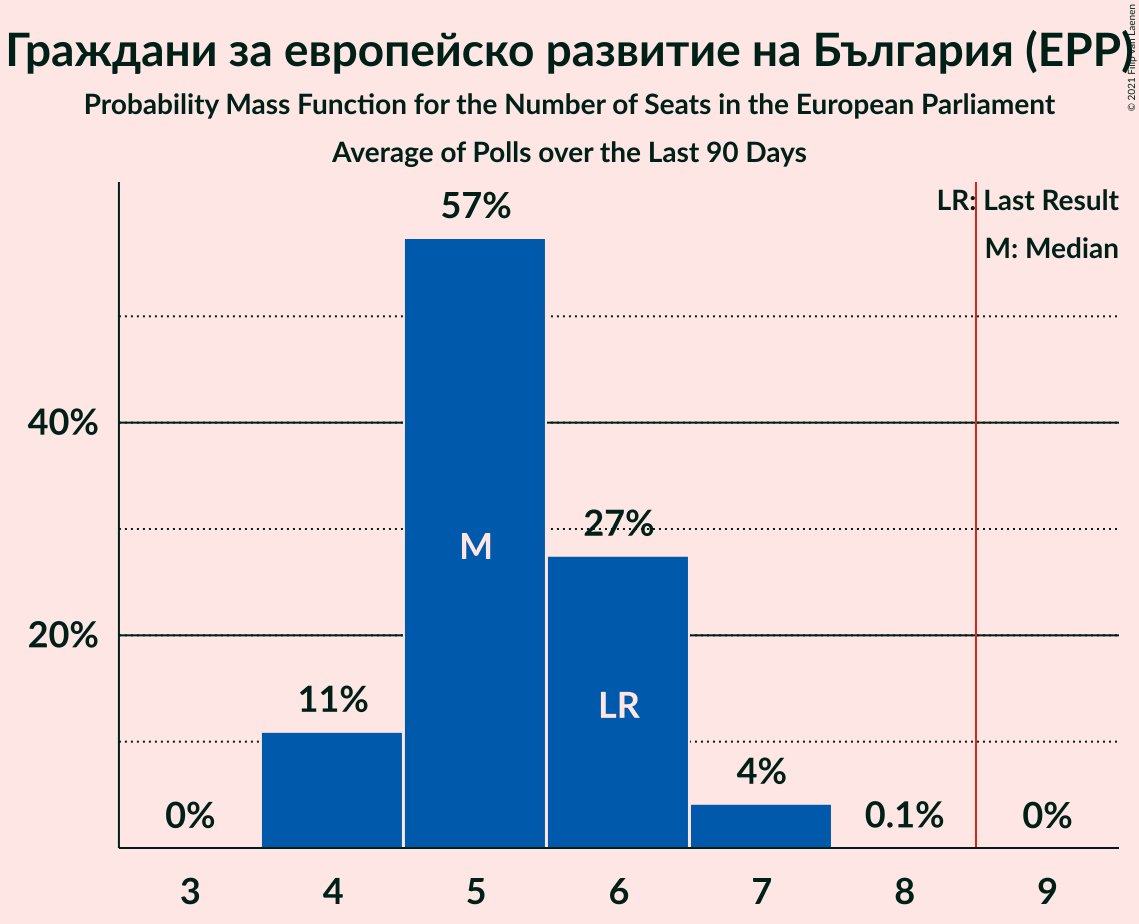 Граждани за европейско развитие на България (EPP)
© 2021 Filip van Laenen
Probability Mass Function for the Number of Seats in the European Parliament
Average of Polls over the Last 90 Days
LR: Last Result
M: Median
57%
40%
27%
M
20%
11%
LR
4%
0%
0.1%
0%
3 4 5 6 7 8 9